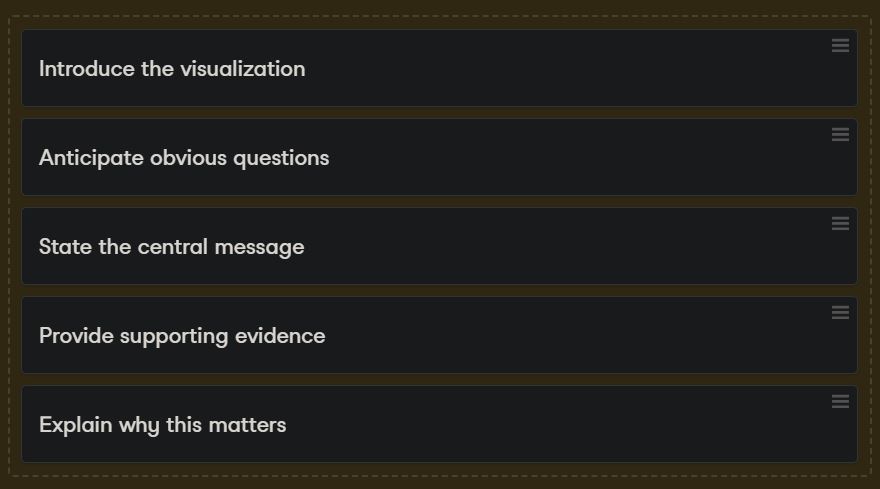 Introduce the visualization
Anticipate obvious questions
State the central message
Provide supporting evidence
Explain why this matters